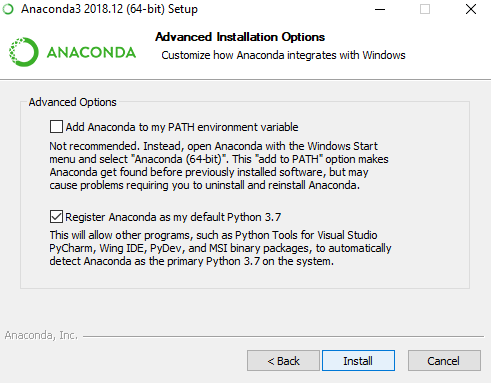 Anaconda3 2018.12 (64-bit) Setup
ANACONDA
Advanced Installation Options
Customize how Anaconda integrates with Windows
Advanced Options
Add Anaconda to my PATH environment variable
Not recommended. Instead, open Anaconda with the Windows Start
menu and select "Anaconda (64-bit)". This "add to PATH" option makes
Anaconda get found before previously installed software, but may
cause problems requiring you to uninstall and reinstall Anaconda.
Register Anaconda as my default Python 3.7
This will allow other programs, such as Python Tools for Visual Studio
PyCharm, Wing IDE, PyDev, and MSI binary packages, to automatically
detect Anaconda as the primary Python 3.7 on the system.
Anaconda, Inc.
< Back
Install
Cancel